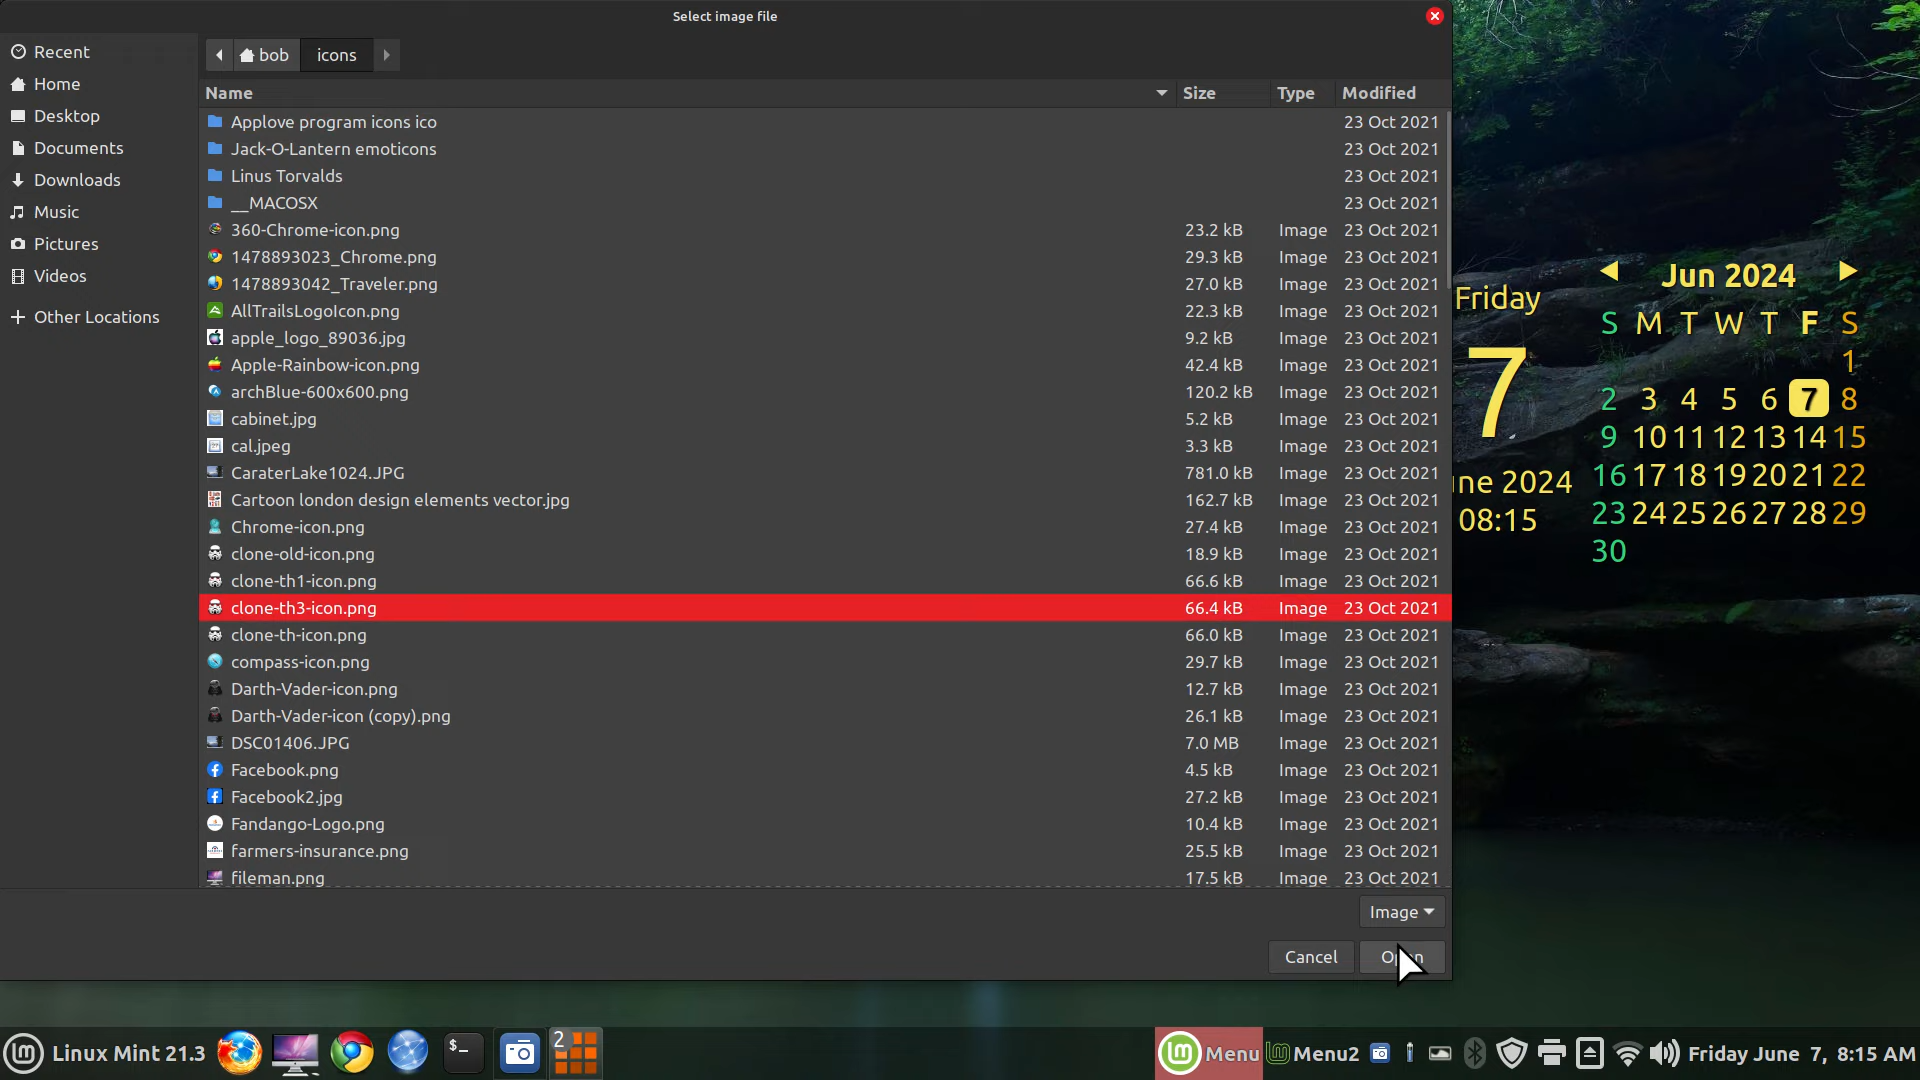 Select image file
Recent
Home
Desktop
Documents
Downloads
Music
Pictures
Videos
Other Locations
bob icons
Name Size Type Modified
Applove program icons ico 23 Oct 2021
Jack-O-Lantern emoticons 23 Oct 2021
Linus Torvalds 23 Oct 2021
__MACOSX 23 Oct 2021
360-Chrome-icon.png 23.2 kB Image 23 Oct 2021
1478893023_Chrome.png 29.3 kB Image 23 Oct 2021
1478893042_Traveler.png 27.0 kB Image 23 Oct 2021
AllTrailsLogoIcon.png 22.3 kB Image 23 Oct 2021
apple_logo_89036.jpg 9.2 kB Image 23 Oct 2021
Apple-Rainbow-icon.png 42.4 kB Image 23 Oct 2021
archBlue-600x600.png 120.2 kB Image 23 Oct 2021
cabinet.jpg 5.2 kB Image 23 Oct 2021
cal.jpeg 3.3 kB Image 23 Oct 2021
CaraterLake1024.JPG 781.0 kB Image 23 Oct 2021
Cartoon london design elements vector.jpg 162.7 kB Image 23 Oct 2021
Chrome-icon.png 27.4 kB Image 23 Oct 2021
clone-old-icon.png 18.9 kB Image 23 Oct 2021
clone-th1-icon.png 66.6 kB Image 23 Oct 2021
clone-th3-icon.png 66.4 kB Image 23 Oct 2021
clone-th-icon.png 66.0 kB Image 23 Oct 2021
compass-icon.png 29.7 kB Image 23 Oct 2021
Darth-Vader-icon.png 12.7 kB Image 23 Oct 2021
Darth-Vader-icon (copy).png 26.1 kB Image 23 Oct 2021
DSC01406.JPG 7.0 MB Image 23 Oct 2021
Facebook.png 4.5 kB Image 23 Oct 2021
Facebook2.jpg 27.2 kB Image 23 Oct 2021
Fandango-Logo.png 10.4 kB Image 23 Oct 2021
farmers-insurance.png 25.5 kB Image 23 Oct 2021
fileman.png 17.5 kB Image 23 Oct 2021
Image
Cancel Open
Friday
7
ne 2024
08:15
Jun 2024
S M T W T F S
1
2 3 4 5 6 7 8
9 10 11 12 13 14 15
16 17 18 19 20 21 22
23 24 25 26 27 28 29
30
Linux Mint 21.3 $- 2 Menu Menu2 Friday June 7, 8:15 AM